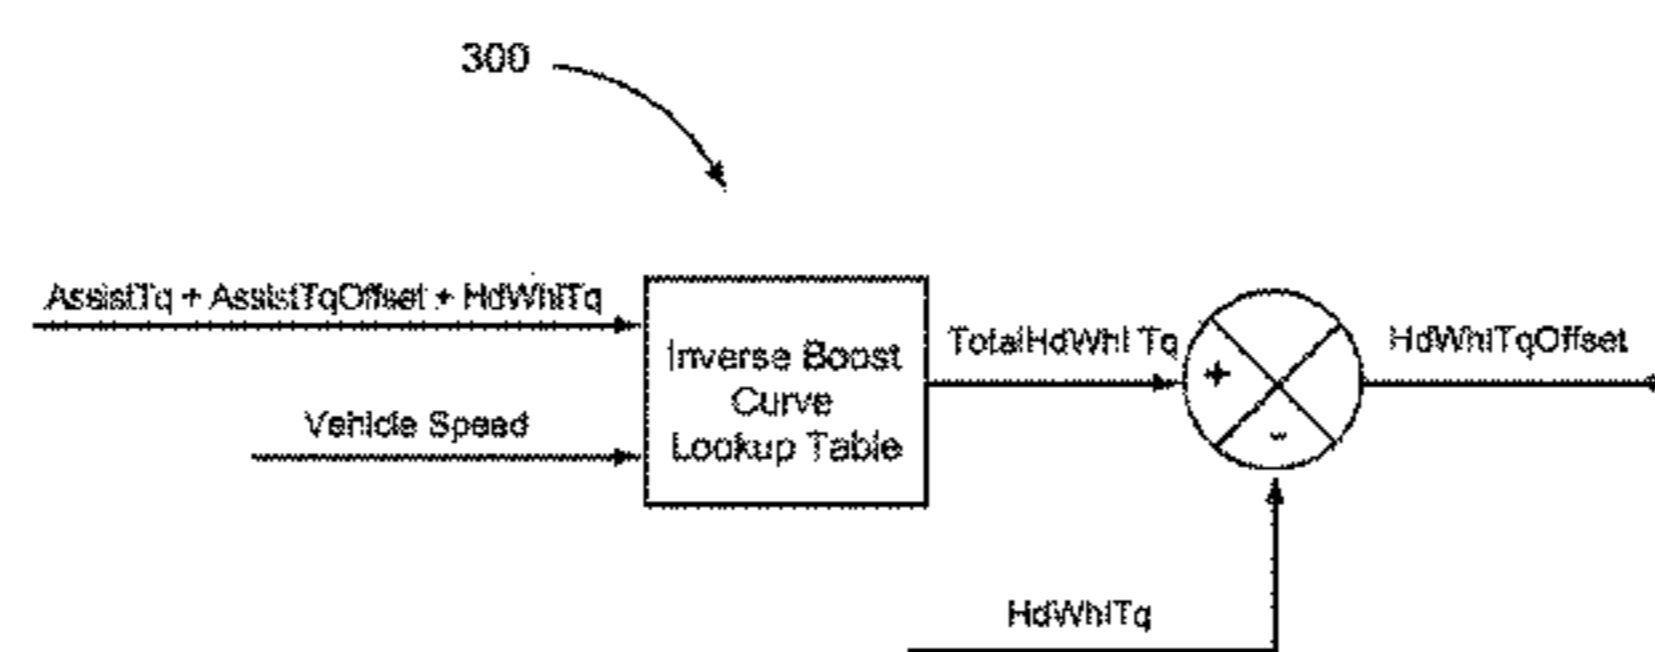 300
AssistTq + AssistTqOffset + HdWhlTq
Vehicle Speed
Inverse Boost
Curve
Lookup Table
TotalHdWhl Tq
+
-
HdWhlTqOffset
HdWhlTq